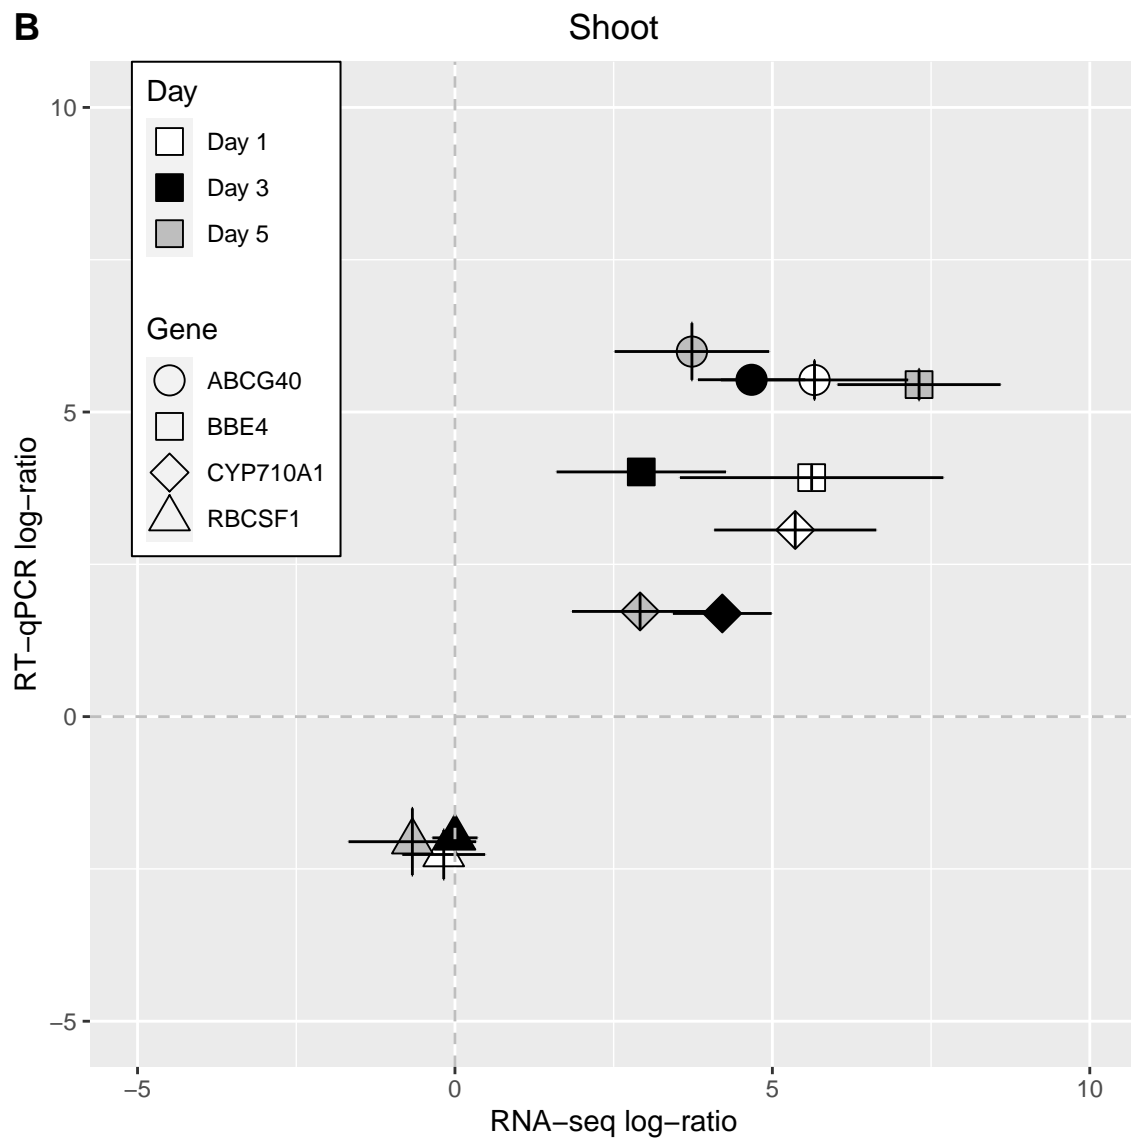 B
Shoot
Day
Day 1
Day 3
Day 5
Gene
ABCG40
BBE4
CYP710A1
RBCSF1
10
5
0
−5
RT−qPCR log−ratio
−5
0
5
10
RNA−seq log−ratio